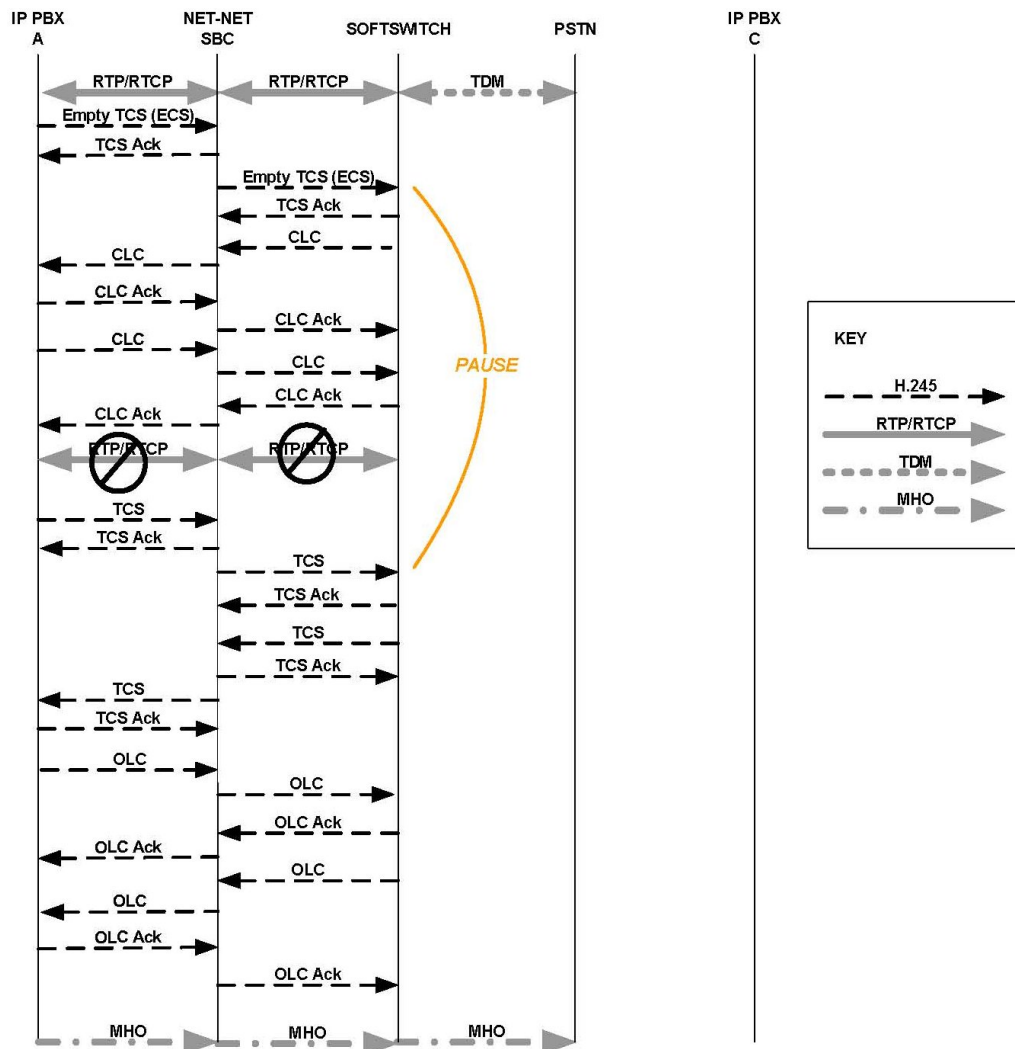 IP PBX
A
NET-NET
SBC
SOFTSWITCH
PSTN
IP PBX
C
RTP/RTCP
RTP/RTCP
TDM
Empty TCS (ECS)
TCS Ack
Empty TCS (ECS)
TCS Ack
CLC
CLC
CLC Ack
CLC Ack
CLC
CLC
CLC Ack
CLC Ack
PAUSE
RTP/RTCP
RTP/RTCP
TCS
TCS Ack
TCS
TCS Ack
TCS
TCS Ack
TCS
TCS Ack
OLC
OLC
OLC Ack
OLC Ack
OLC
OLC
OLC Ack
OLC Ack
MHO
MHO
MHO
KEY
H.245
RTP/RTCP
TDM
MHO